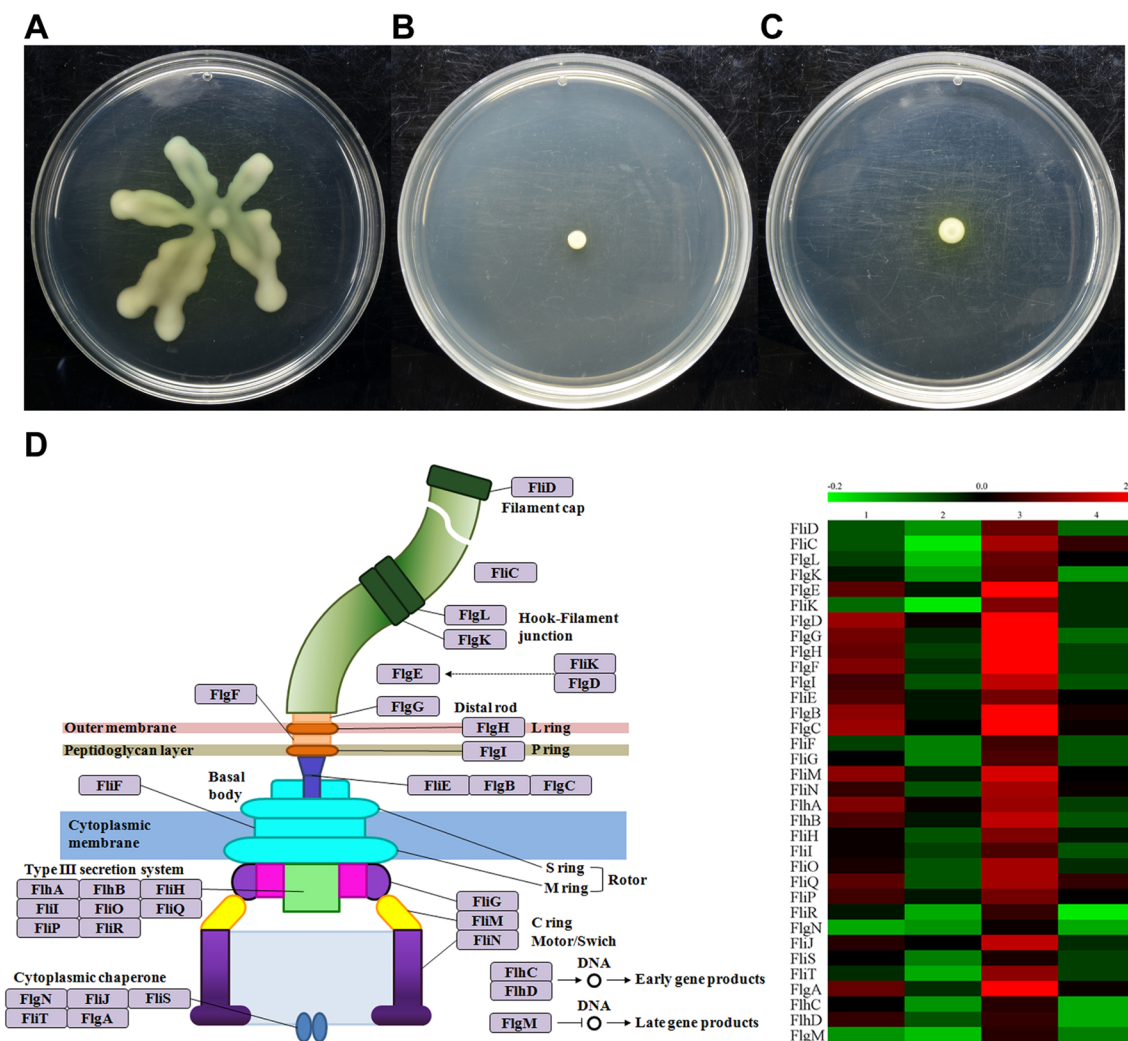 A
B
C
D
FliD
Filament cap
FliC
FlgL
FlgK
Hook-Filament
junction
FlgE
FliK
FlgD
FlgF
FlgG
Distal rod
Outer membrane
FlgH
L ring
Peptidoglycan layer
FlgI
P ring
FliF
Basal
body
FliE
FlgB
FlgC
Cytoplasmic
membrane
Type III secretion system
S ring
M ring
Rotor
FlhA
FlhB
FliH
FliI
FliO
FliQ
FliP
FliR
FliG
FliM
FliN
C ring
Motor/Swich
Cytoplasmic chaperone
FlgN
FliJ
FliS
FliT
FlgA
FlhC
FlhD
DNA
Early gene products
FlgM
DNA
Late gene products
-0.2
0.0
2
1
2
3
4
FliD
FliC
FlgL
FlgK
FlgE
FliK
FlgD
FlgG
FlgH
FlgF
FlgI
FliE
FlgB
FlgC
FliF
FliG
FliM
FliN
FlhA
FlhB
FliH
FliI
FliO
FliQ
FliP
FliR
FlgN
FliJ
FliS
FliT
FlgA
FlhC
FlhD
FlgM